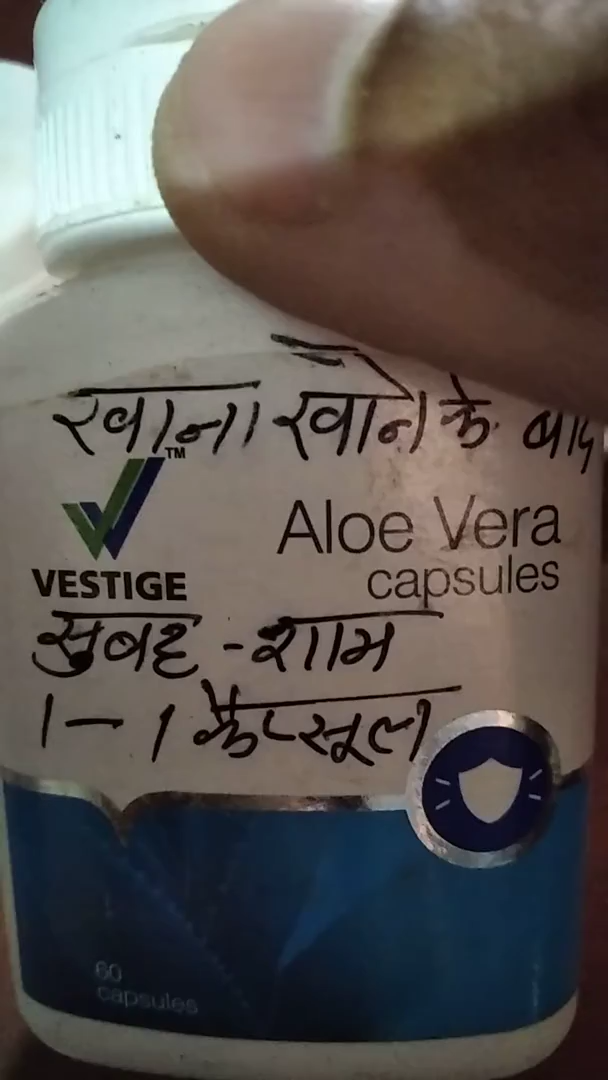 खाना खाने के बाद
TM
VESTIGE
Aloe Vera
capsules
सुबह - शाम
1 - 1 कैप्सूल
60
capsules